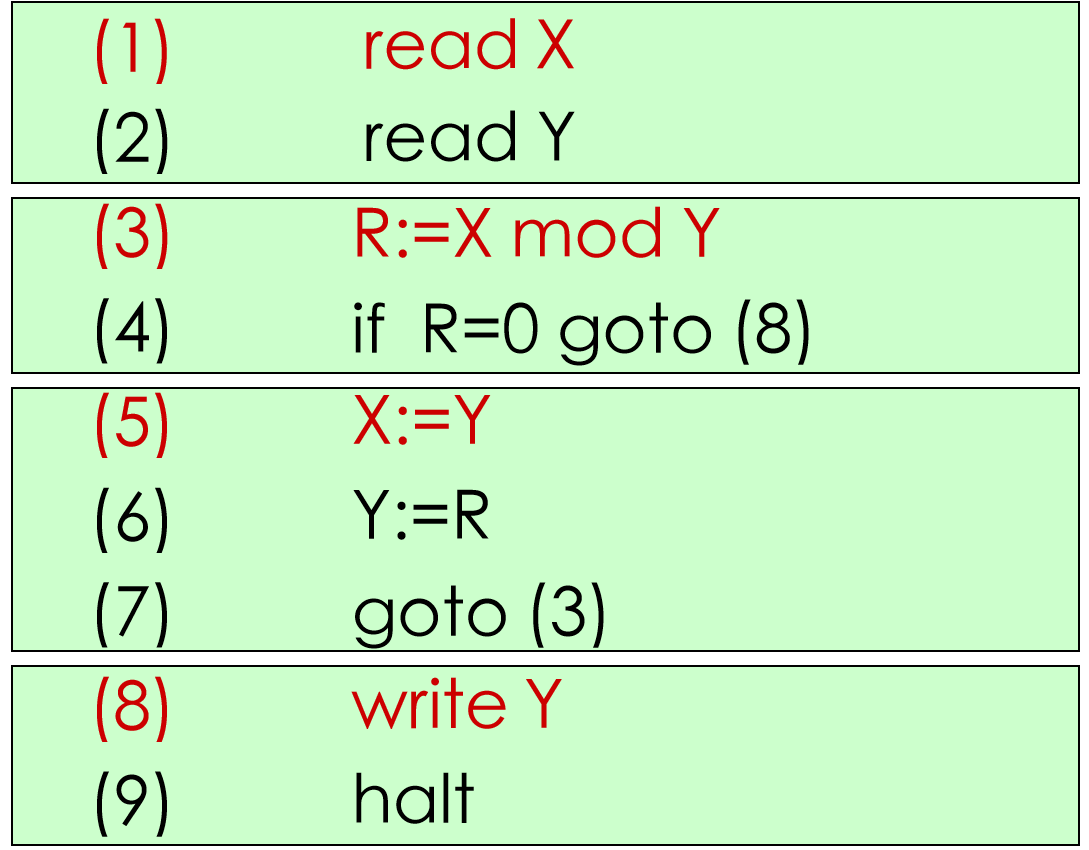 (1) read X
(2) read Y
(3) R:=X mod Y
(4) if R=0 goto (8)
(5) X:=Y
(6) Y:=R
(7) goto (3)
(8) write Y
(9) halt